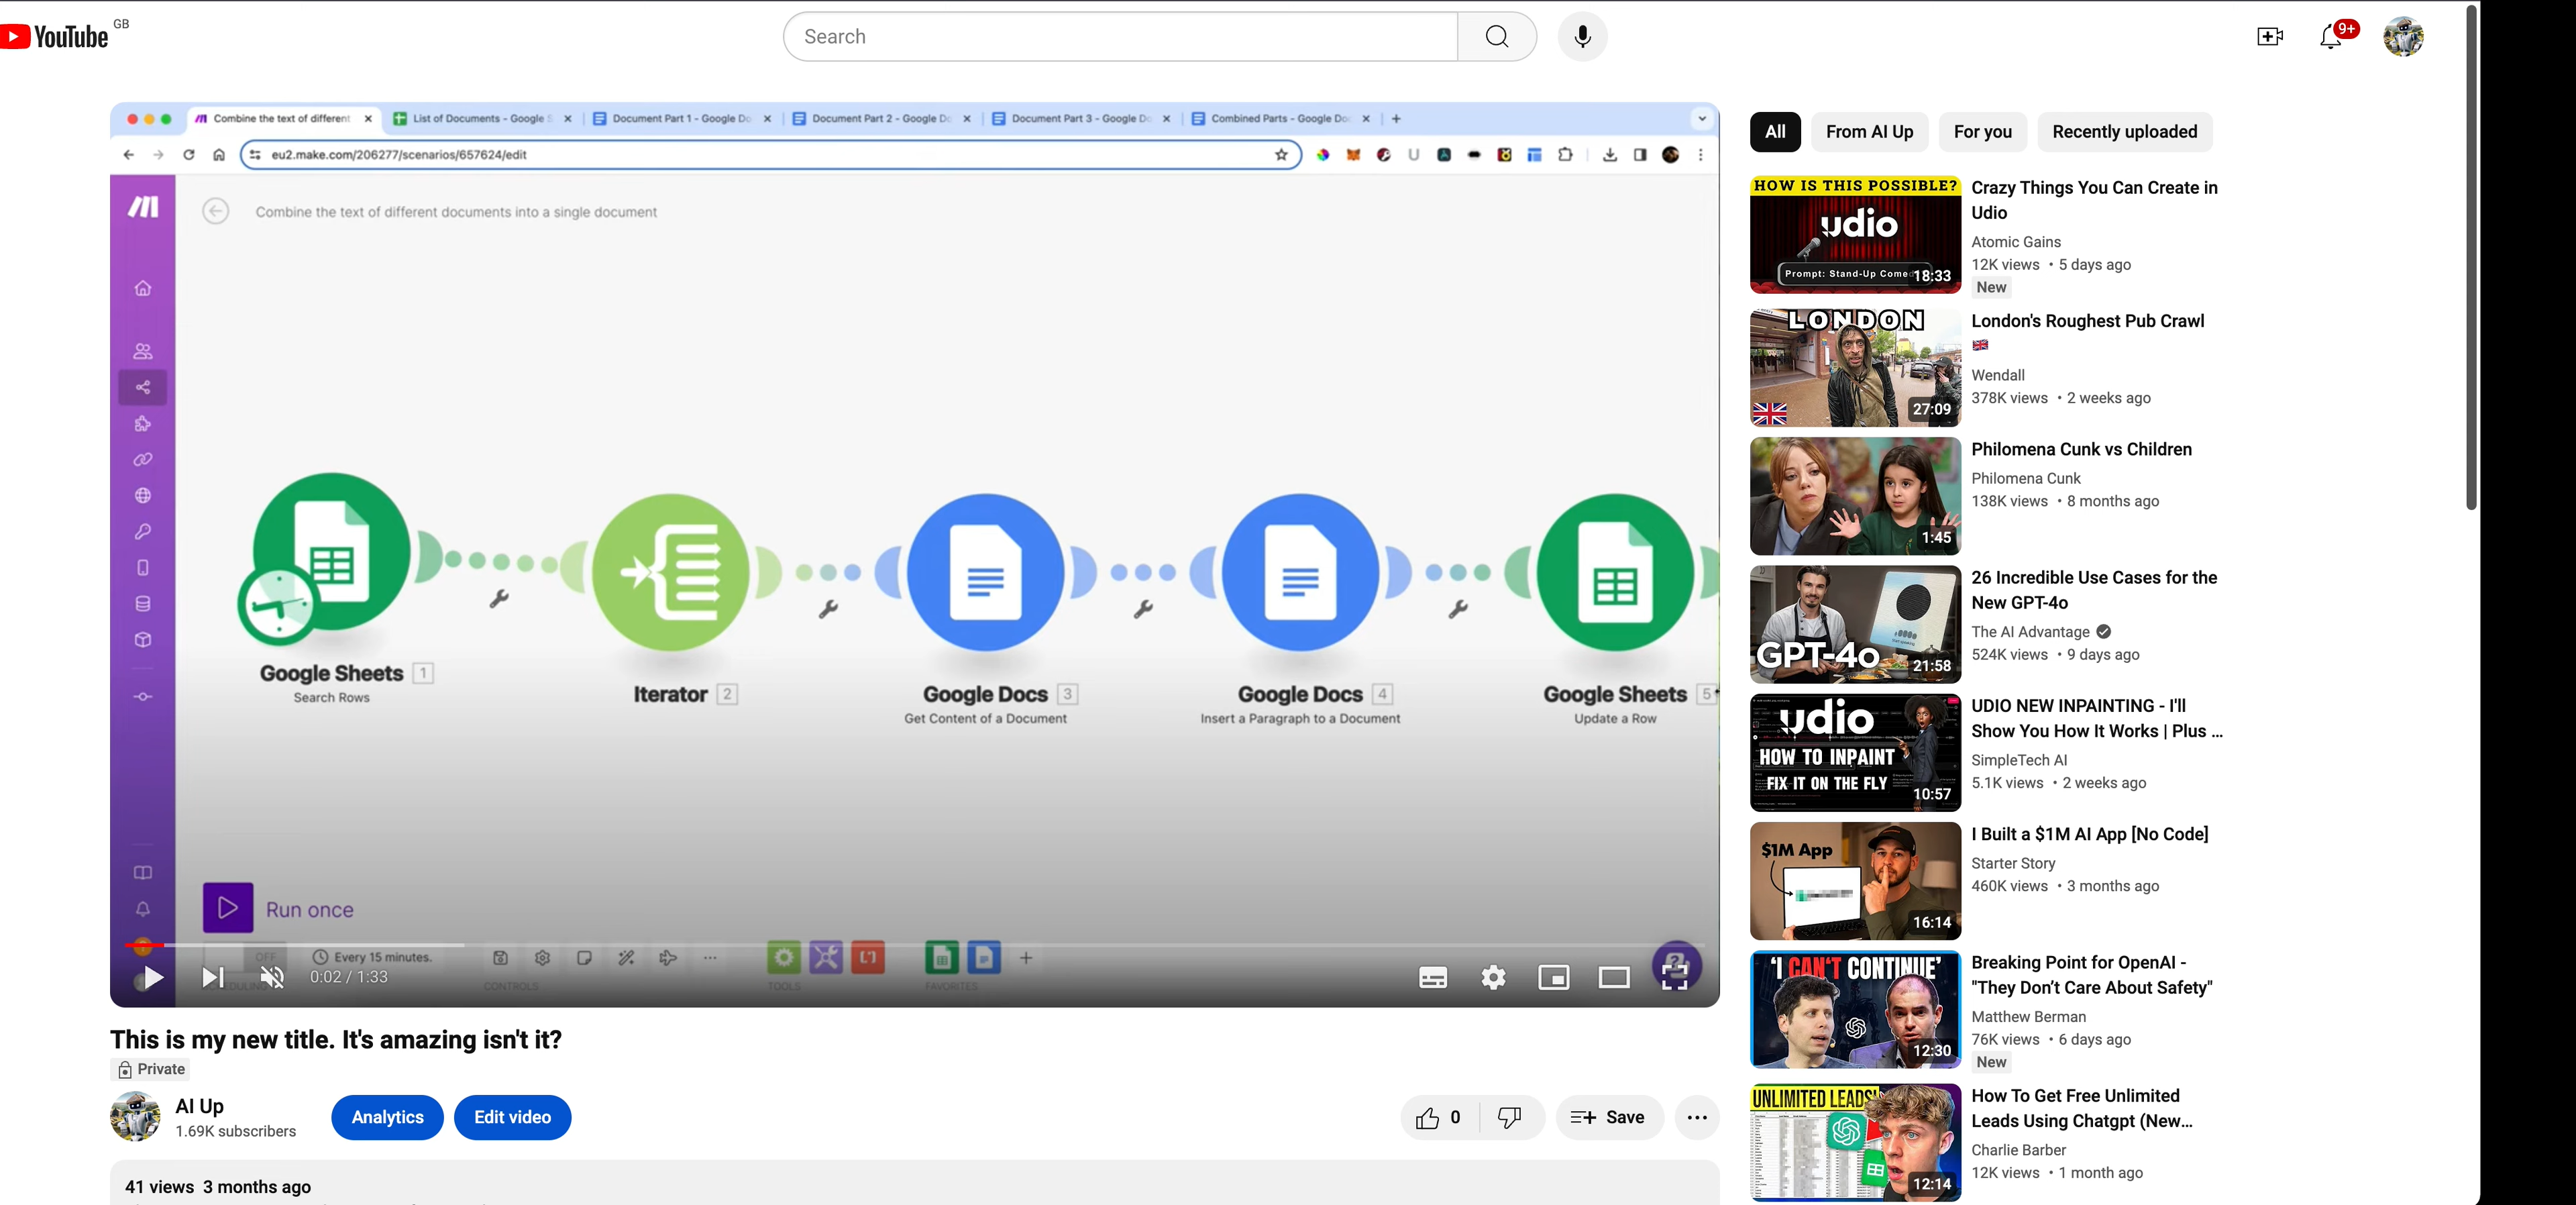 YouTube GB
Search
9+
Combine the text of different
List of Documents - Google S
Document Part 1 - Google Do
Document Part 2 - Google Do
Document Part 3 - Google Do
Combined Parts - Google Doc
eu2.make.com/206277/scenarios/657624/edit
Combine the text of different documents into a single document
Google Sheets 1
Search Rows
Iterator 2
Google Docs 3
Get Content of a Document
Google Docs 4
Insert a Paragraph to a Document
Google Sheets 5
Update a Row
Run once
OFF
Every 15 minutes.
CONTROLS
TOOLS
FAVORITES
0:02 / 1:33
This is my new title. It's amazing isn't it?
Private
AI Up
1.69K subscribers
Analytics
Edit video
0
Save
41 views 3 months ago
All
From AI Up
For you
Recently uploaded
HOW IS THIS POSSIBLE?
udio
Prompt: Stand-Up Comed
18:33
Crazy Things You Can Create in
Udio
Atomic Gains
12K views • 5 days ago
New
LONDON
27:09
London's Roughest Pub Crawl
🇬🇧
Wendall
378K views • 2 weeks ago
1:45
Philomena Cunk vs Children
Philomena Cunk
138K views • 8 months ago
GPT-4o
21:58
26 Incredible Use Cases for the
New GPT-4o
The AI Advantage
524K views • 9 days ago
udio
HOW TO INPAINT
FIX IT ON THE FLY
10:57
UDIO NEW INPAINTING - I'll
Show You How It Works | Plus ...
SimpleTech AI
5.1K views • 2 weeks ago
$1M App
16:14
I Built a $1M AI App [No Code]
Starter Story
460K views • 3 months ago
'I CAN'T CONTINUE'
12:30
Breaking Point for OpenAI -
"They Don’t Care About Safety"
Matthew Berman
76K views • 6 days ago
New
UNLIMITED LEADS!
12:14
How To Get Free Unlimited
Leads Using Chatgpt (New...
Charlie Barber
12K views • 1 month ago